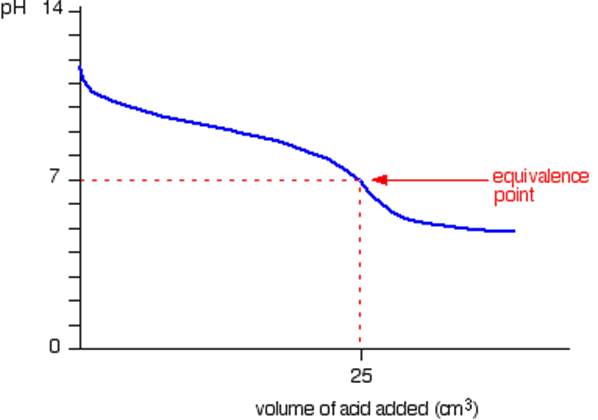 pH 14
7
equivalence
point
0
25
volume of acid added (cm³)